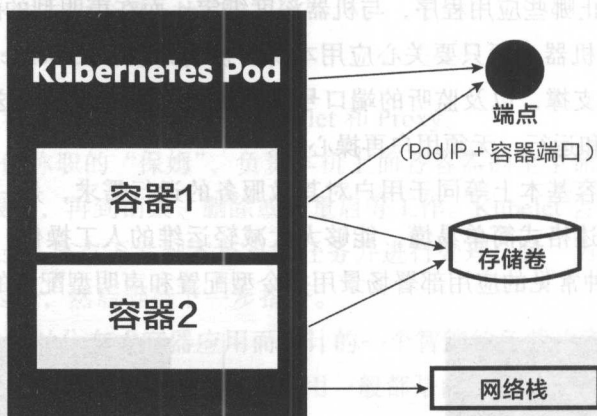 Kubernetes Pod
容器1
容器2
端点
(Pod IP+容器端口)
存储卷
网络栈